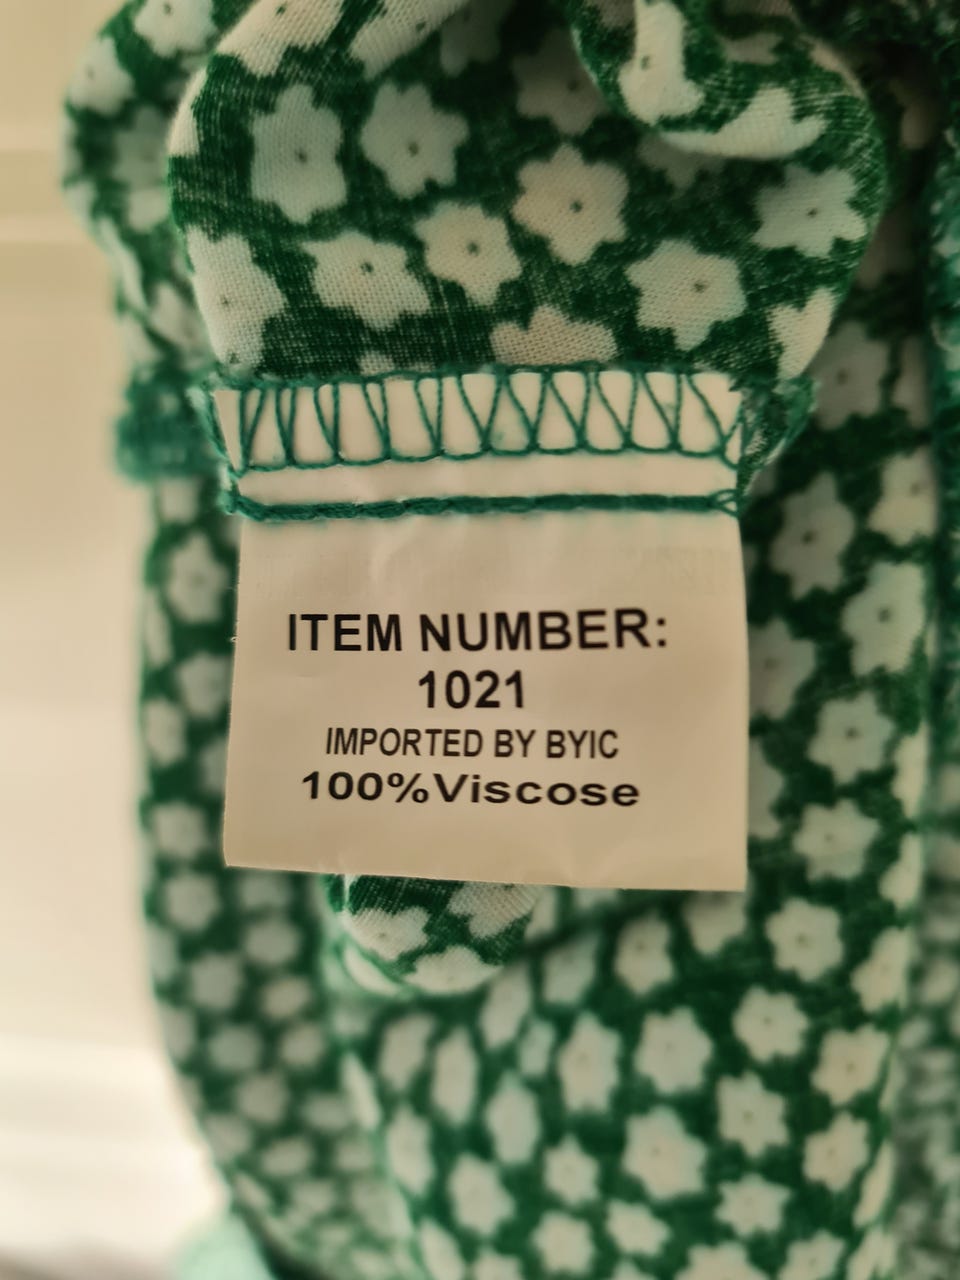 ITEM NUMBER:
1021
IMPORTED BY BYIC
100%Viscose